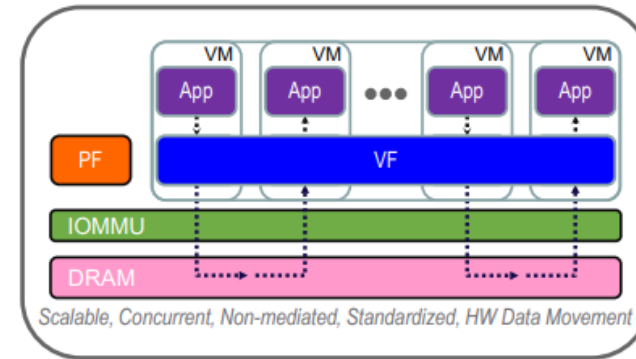 VM VM VM VM
App App App App
PF VF
IOMMU
DRAM
Scalable, Concurrent, Non-mediated, Standardized, HW Data Movement